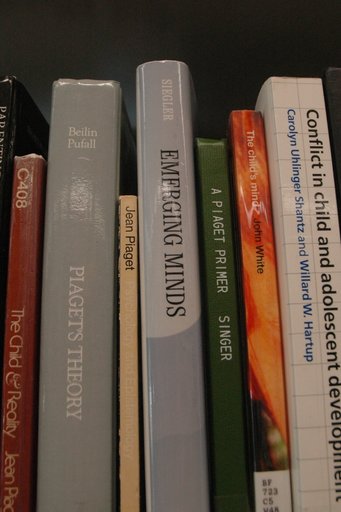 C408
The Child & Reality Jean
Beilin
Pufall
PIAGET'S THEORY
Jean Piaget
SIEGLER
EMERGING MINDS
A PIAGET PRIMER SINGER
The child's mind John White
Conflict in child and adolescent development
Carolyn Uhlinger Shantz and Willard W. Hartup
BF
723
C5
W48